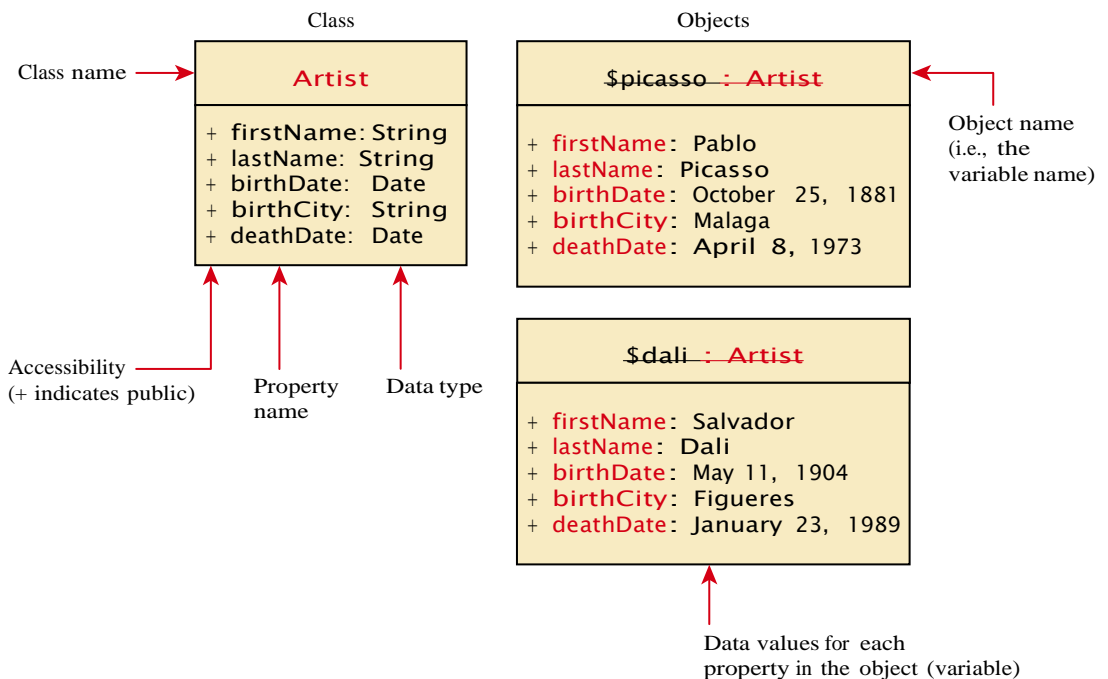 Class
Objects
Class name
Artist
+ firstName: String
+ lastName: String
+ birthDate: Date
+ birthCity: String
+ deathDate: Date
Accessibility
(+ indicates public)
Property
name
Data type
$picasso : Artist
+ firstName: Pablo
+ lastName: Picasso
+ birthDate: October 25, 1881
+ birthCity: Malaga
+ deathDate: April 8, 1973
Object name
(i.e., the
variable name)
$dali : Artist
+ firstName: Salvador
+ lastName: Dali
+ birthDate: May 11, 1904
+ birthCity: Figueres
+ deathDate: January 23, 1989
Data values for each
property in the object (variable)